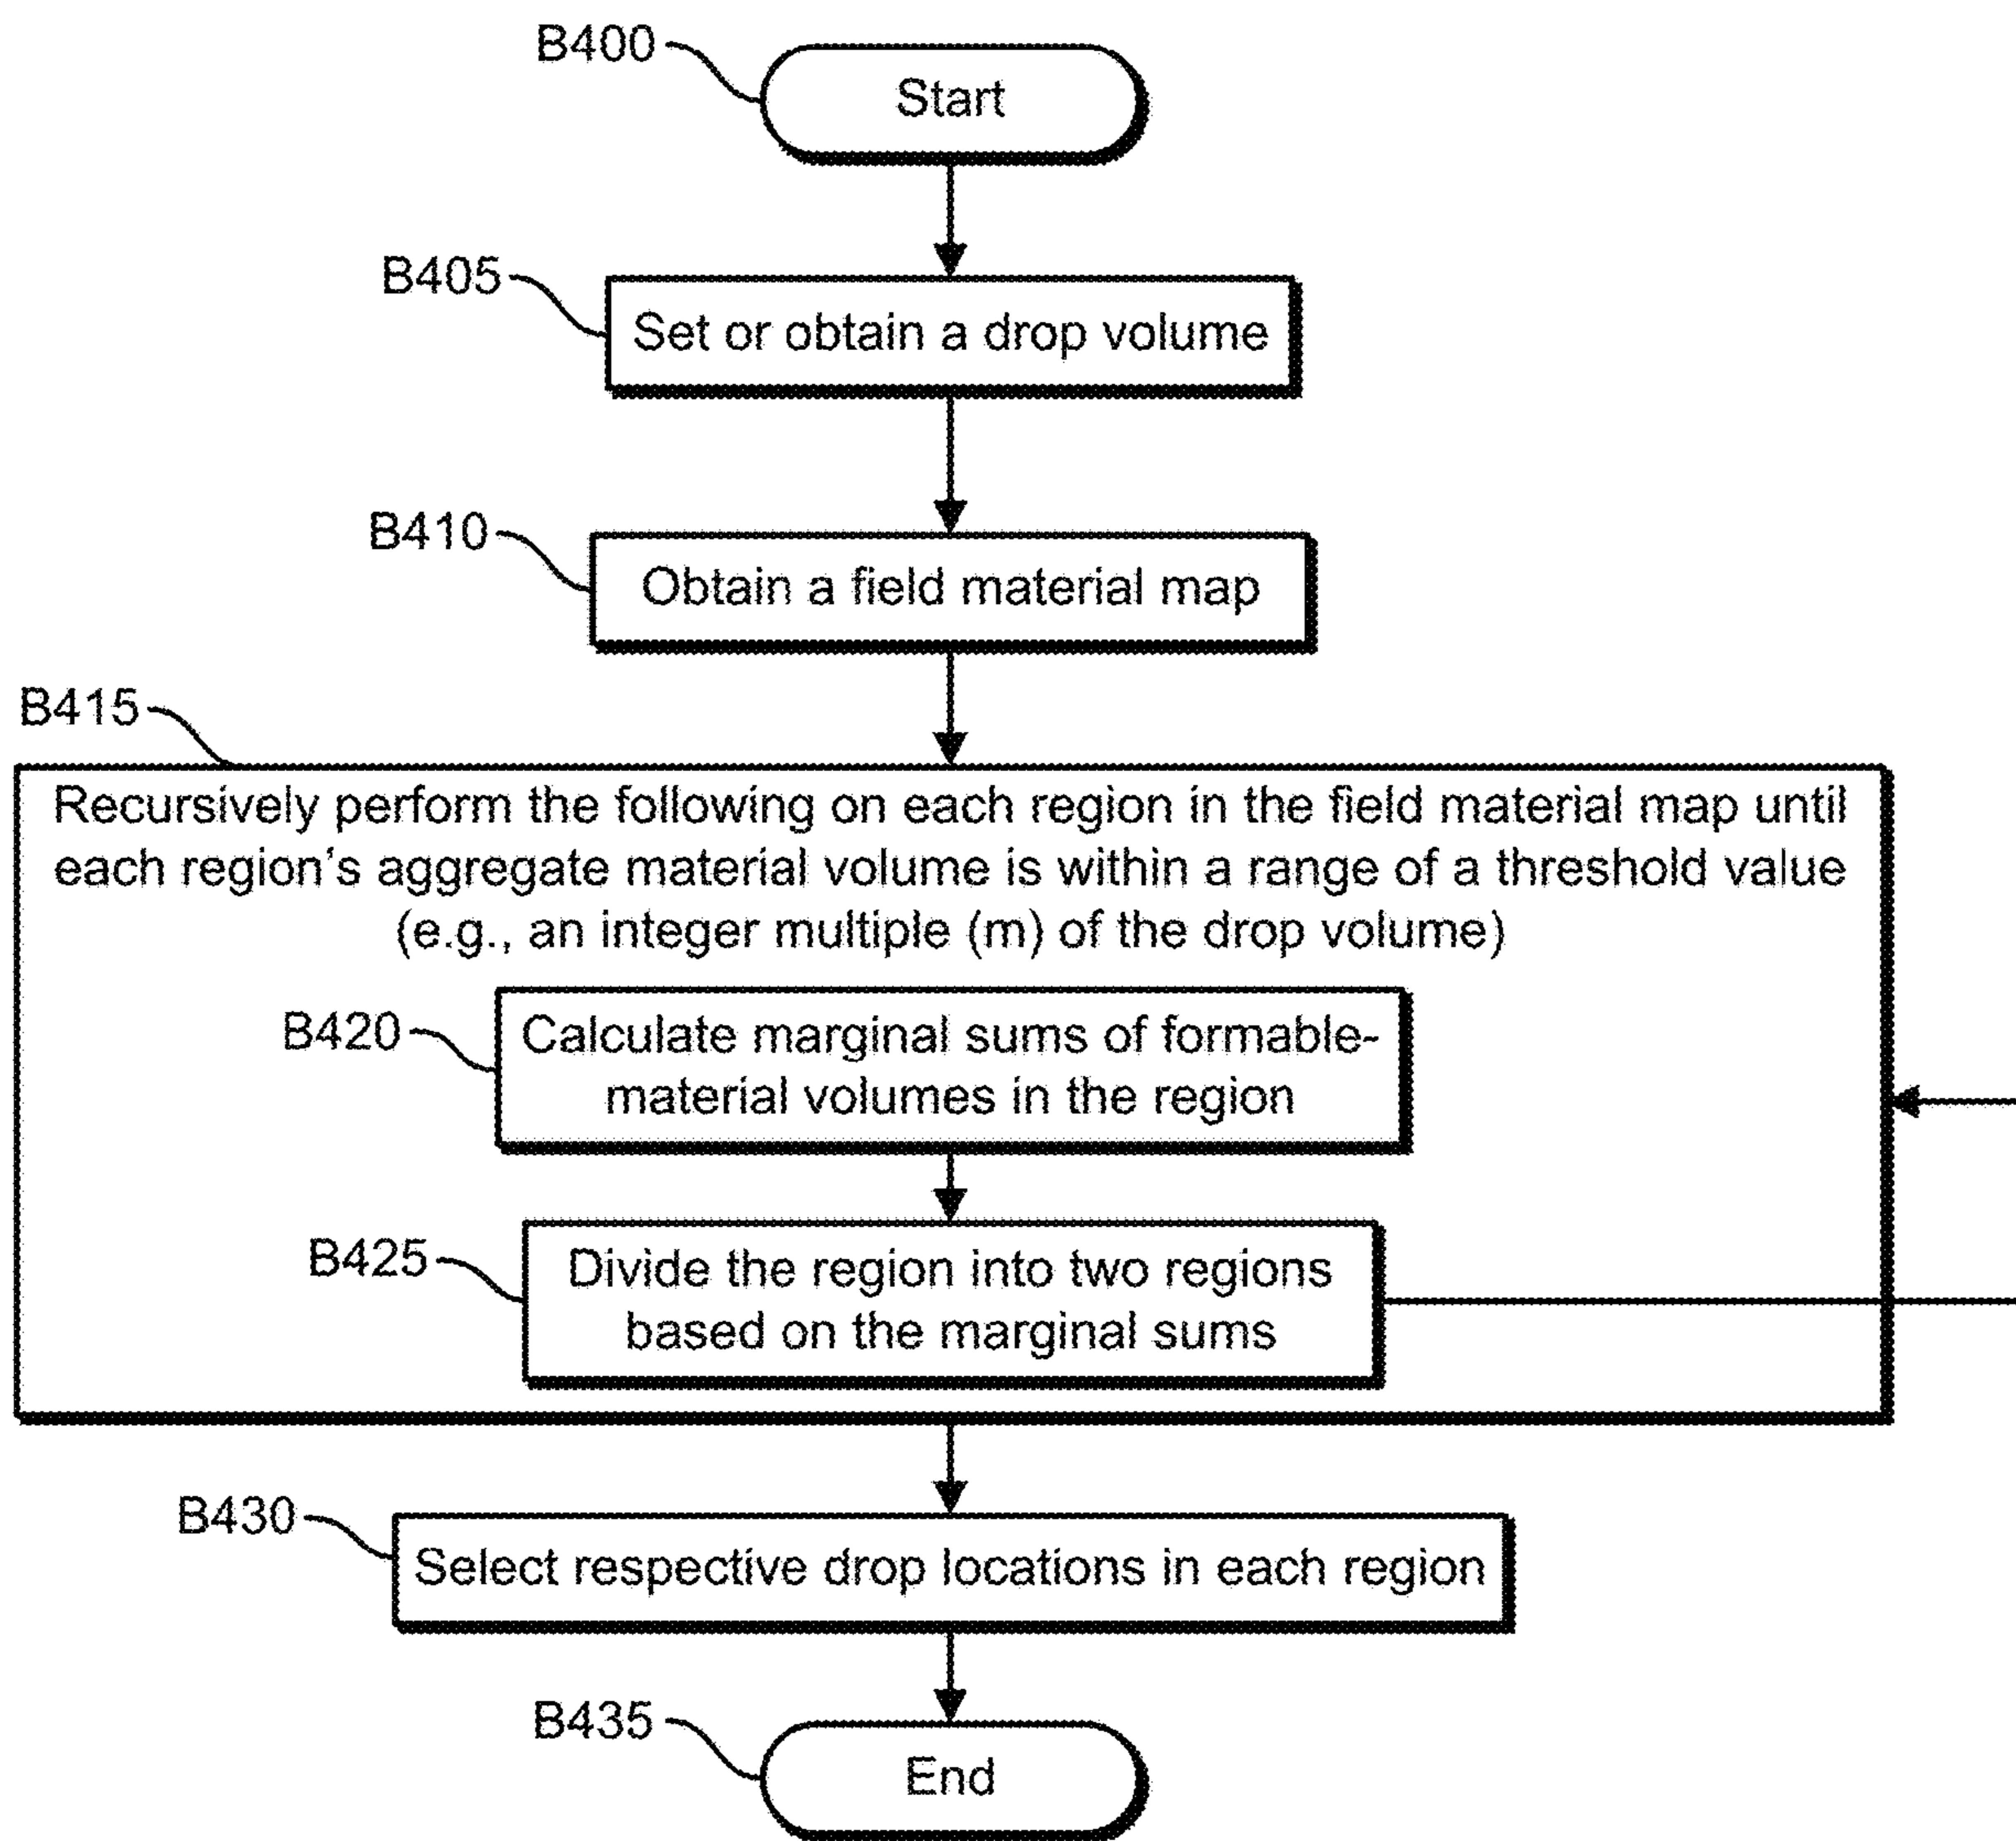 B400
Start
B405
Set or obtain a drop volume
B410
Obtain a field material map
B415
Recursively perform the following on each region in the field material map until
each region's aggregate material volume is within a range of a threshold value
(e.g., an integer multiple (m) of the drop volume)
B420
Calculate marginal sums of formable-
material volumes in the region
B425
Divide the region into two regions
based on the marginal sums
B430
Select respective drop locations in each region
B435
End